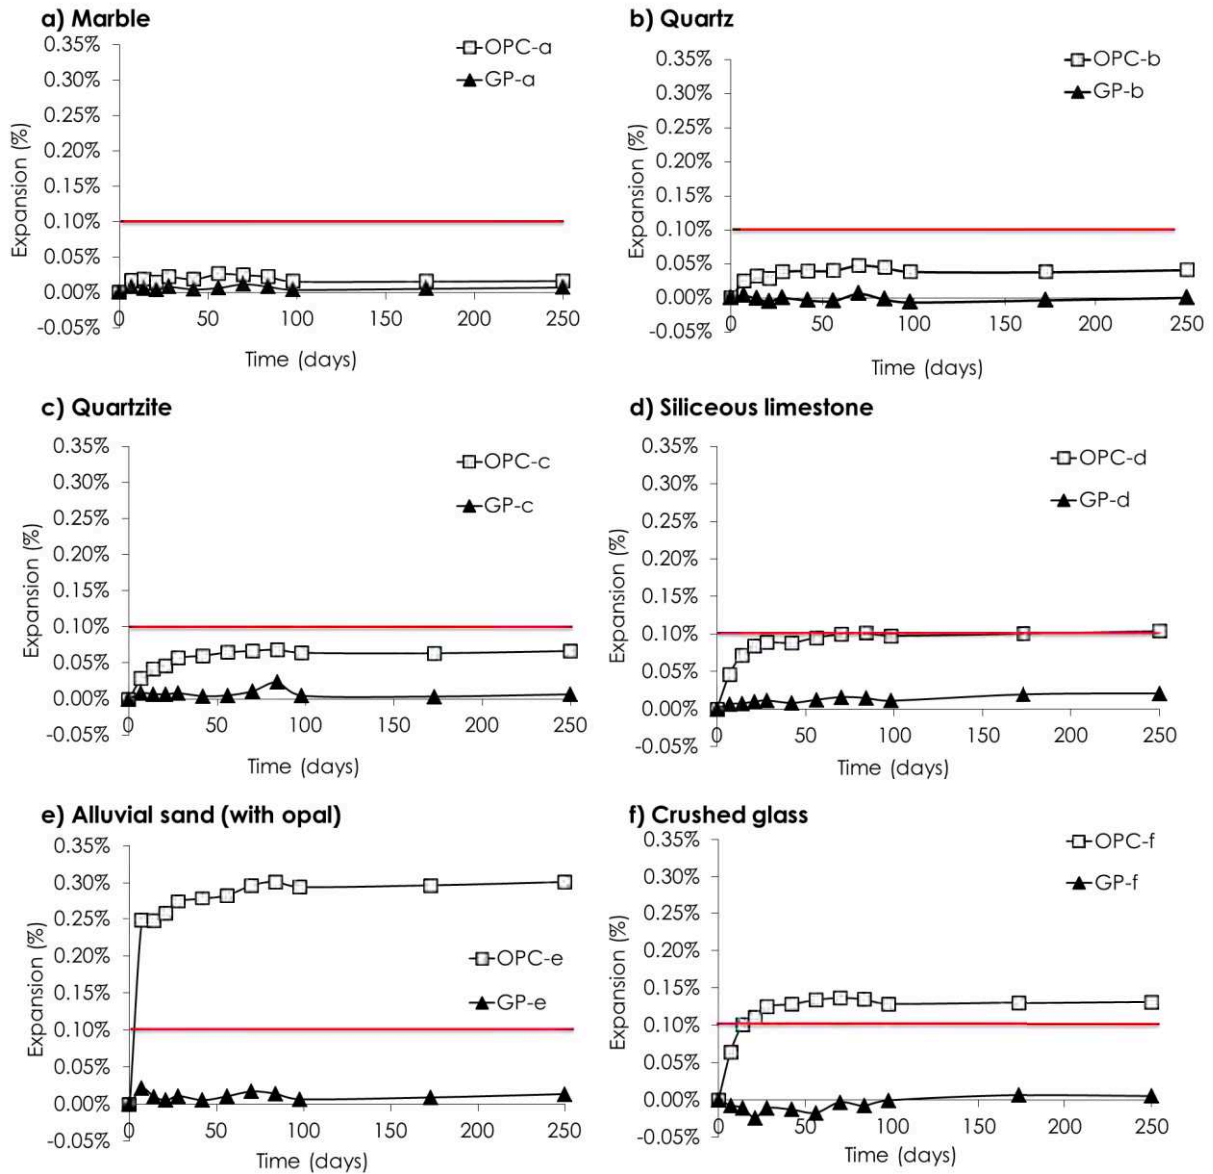 a) Marble
0.35%
0.30%
0.25%
0.20%
0.15%
0.10%
0.05%
0.00%
-0.05%
Expansion (%)
0 50 100 150 200 250
Time (days)
OPC-a
GP-a
b) Quartz
0.35%
0.30%
0.25%
0.20%
0.15%
0.10%
0.05%
0.00%
-0.05%
Expansion (%)
0 50 100 150 200 250
Time (days)
OPC-b
GP-b
c) Quartzite
0.35%
0.30%
0.25%
0.20%
0.15%
0.10%
0.05%
0.00%
-0.05%
Expansion (%)
0 50 100 150 200 250
Time (days)
OPC-c
GP-c
d) Siliceous limestone
0.35%
0.30%
0.25%
0.20%
0.15%
0.10%
0.05%
0.00%
-0.05%
Expansion (%)
0 50 100 150 200 250
Time (days)
OPC-d
GP-d
e) Alluvial sand (with opal)
0.35%
0.30%
0.25%
0.20%
0.15%
0.10%
0.05%
0.00%
-0.05%
Expansion (%)
0 50 100 150 200 250
Time (days)
OPC-e
GP-e
f) Crushed glass
0.35%
0.30%
0.25%
0.20%
0.15%
0.10%
0.05%
0.00%
-0.05%
Expansion (%)
0 50 100 150 200 250
Time (days)
OPC-f
GP-f